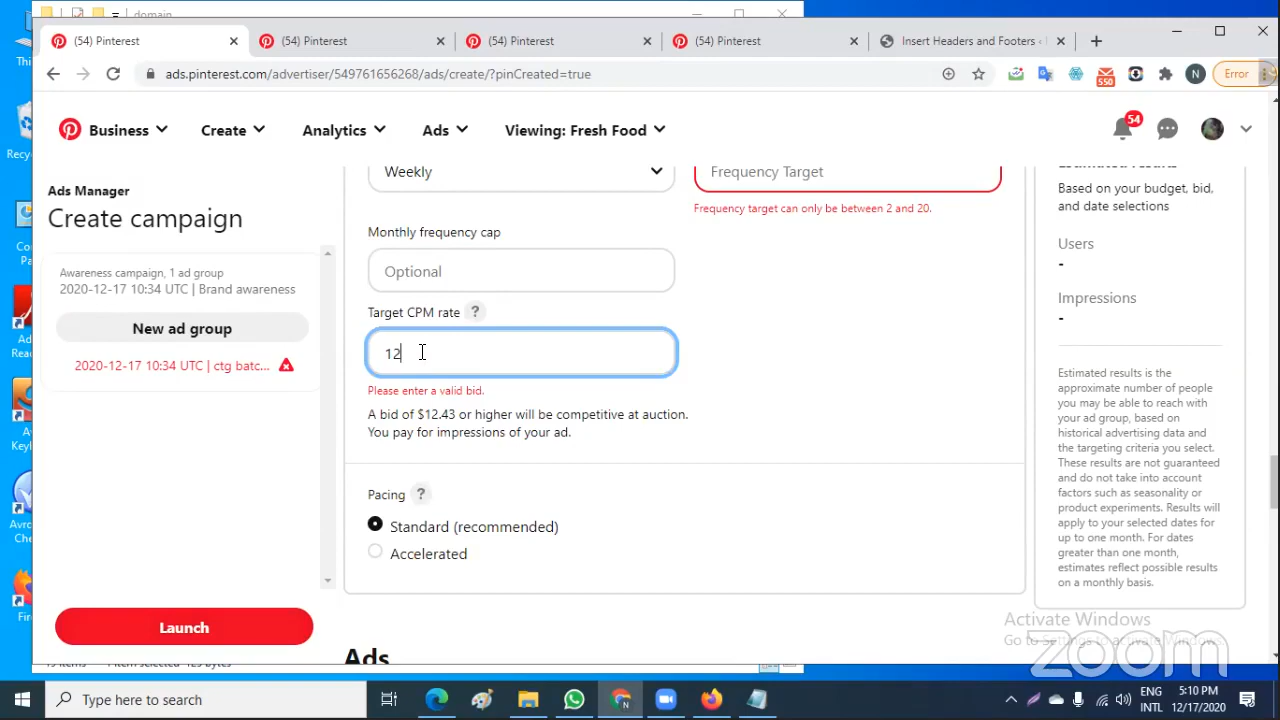 domain
(54) Pinterest
(54) Pinterest
(54) Pinterest
(54) Pinterest
Insert Headers and Footers ‹
ads.pinterest.com/advertiser/549761656268/ads/create/?pinCreated=true
550
N
Error
Business
Create
Analytics
Ads
Viewing: Fresh Food
54
Ads Manager
Create campaign
Awareness campaign, 1 ad group
2020-12-17 10:34 UTC | Brand awareness
New ad group
2020-12-17 10:34 UTC | ctg batc...
Launch
Weekly
Frequency Target
Frequency target can only be between 2 and 20.
Monthly frequency cap
Optional
Target CPM rate ?
12
Please enter a valid bid.
A bid of $12.43 or higher will be competitive at auction.
You pay for impressions of your ad.
Pacing ?
Standard (recommended)
Accelerated
Ads
Estimated results
Based on your budget, bid,
and date selections
Users
-
Impressions
-
Estimated results is the
approximate number of people
you may be able to reach with
your ad group, based on
historical advertising data and
the targeting criteria you select.
These results are not guaranteed
and do not take into account
factors such as seasonality or
product experiments. Results will
apply to your selected dates for
up to one month. For dates
greater than one month,
estimates reflect possible results
on a monthly basis.
Activate Windows
Go to Settings to activate Windows.
zoom
Type here to search
ENG
INTL
5:10 PM
12/17/2020